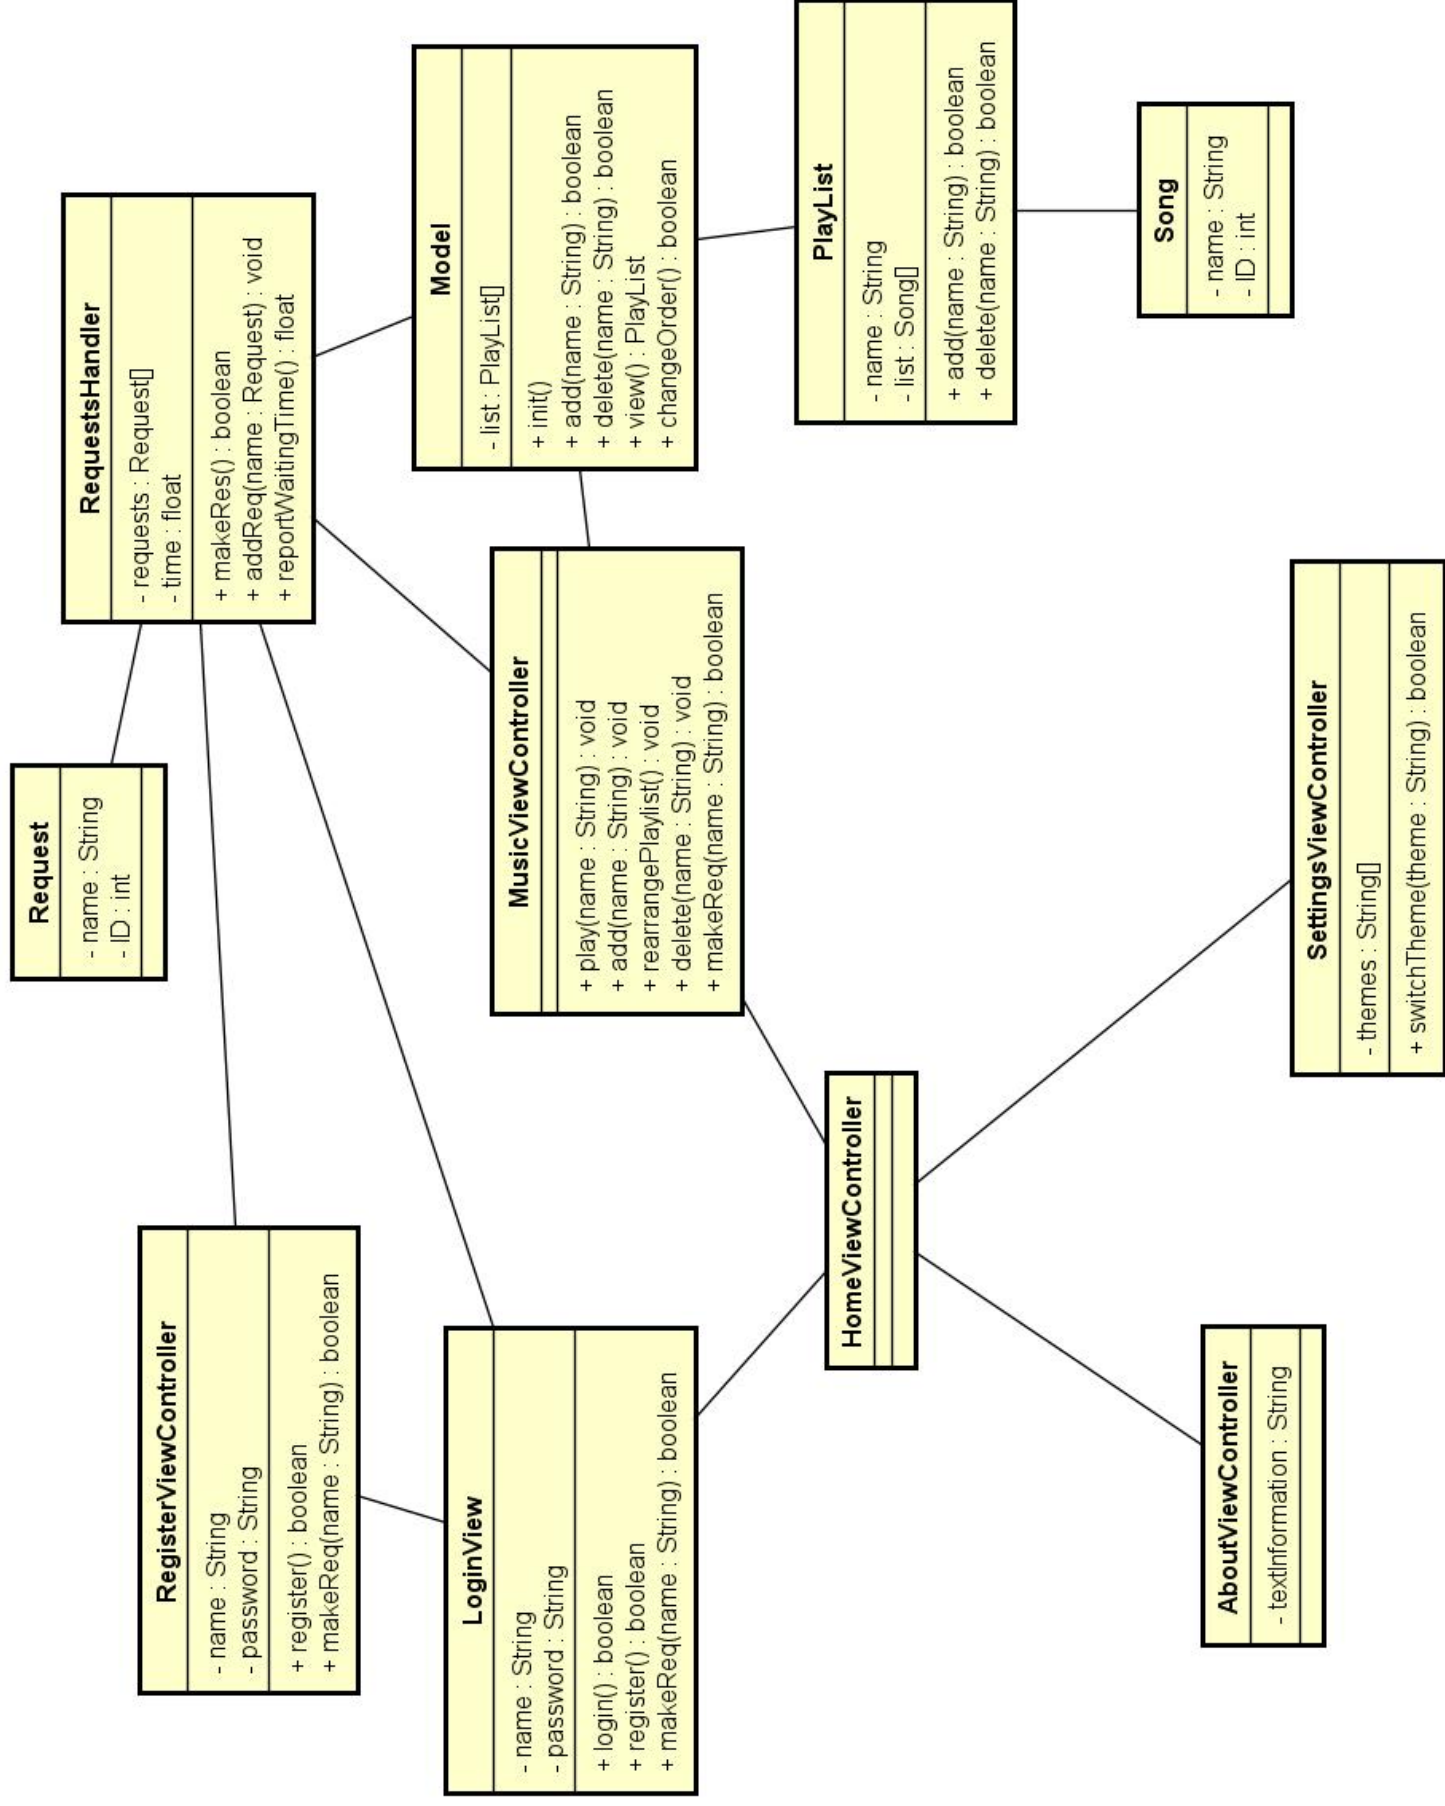 RegisterViewController
- name : String
- password : String
+ register() : boolean
+ makeReq(name : String) : boolean
Request
- name : String
- ID : int
RequestsHandler
- requests : Request[]
- time : float
+ makeRes() : boolean
+ addReq(name : Request) : void
+ reportWaitingTime() : float
LoginView
- name : String
- password : String
+ login() : boolean
+ register() : boolean
+ makeReq(name : String) : boolean
MusicViewController
+ play(name : String) : void
+ add(name : String) : void
+ rearrangePlaylist() : void
+ delete(name : String) : void
+ makeReq(name : String) : boolean
Model
- list : PlayList[]
+ init()
+ add(name : String) : boolean
+ delete(name : String) : boolean
+ view() : PlayList
+ changeOrder() : boolean
HomeViewController
PlayList
- name : String
- list : Song[]
+ add(name : String) : boolean
+ delete(name : String) : boolean
AboutViewController
- textInformation : String
SettingsViewController
- themes : String[]
+ switchTheme(theme : String) : boolean
Song
- name : String
- ID : int